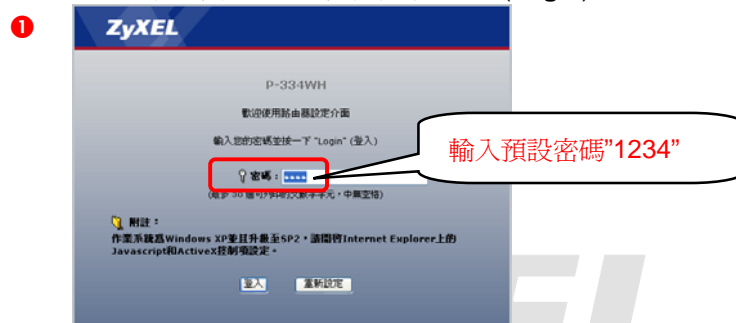 ❶
ZyXEL
P-334WH
歡迎使用路由器設定介面
輸入您的密碼並按一下 "Login" (登入)
輸入預設密碼"1234"
密碼：
附註：
作業系統為Windows XP並且升級至SP2，請開啟Internet Explorer上的
Javascript和ActiveX控制項設定。
登入 重新設定